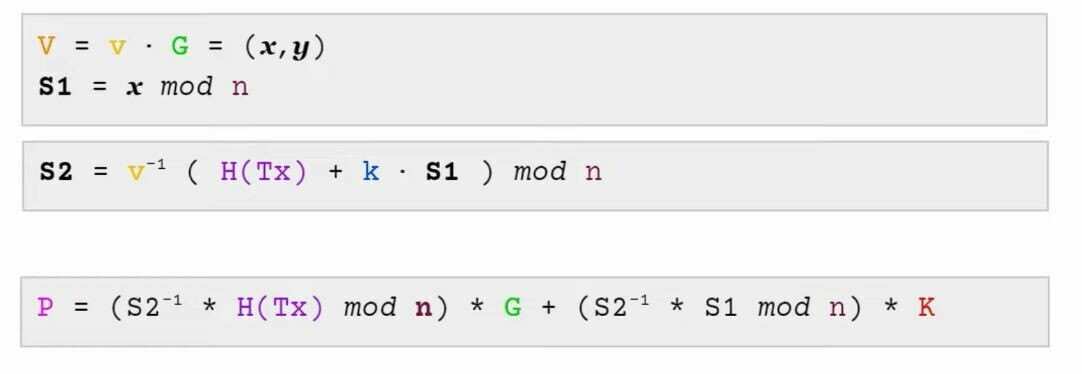 V = v · G = (x,y)
S1 = x mod n
S2 = v⁻¹ ( H(Tx) + k · S1 ) mod n
P = (S2⁻¹ * H(Tx) mod n) * G + (S2⁻¹ * S1 mod n) * K